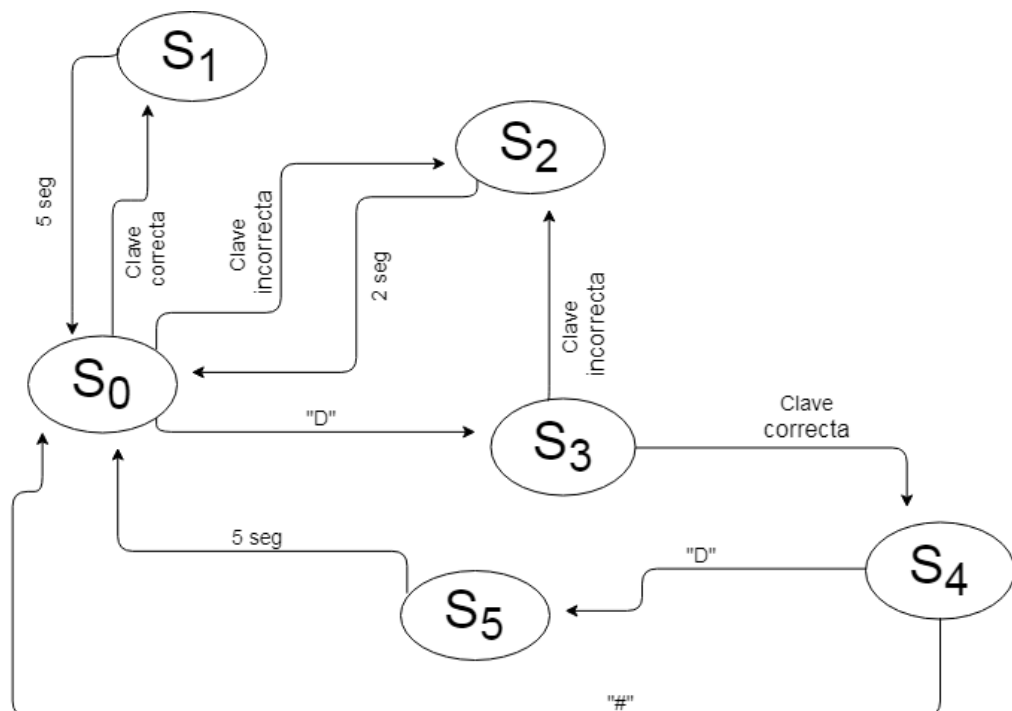 S1
S2
5 seg
Clave
correcta
Clave
incorrecta
2 seg
Clave
incorrecta
S0
"D"
S3
Clave
correcta
5 seg
"D"
S4
S5
"#"